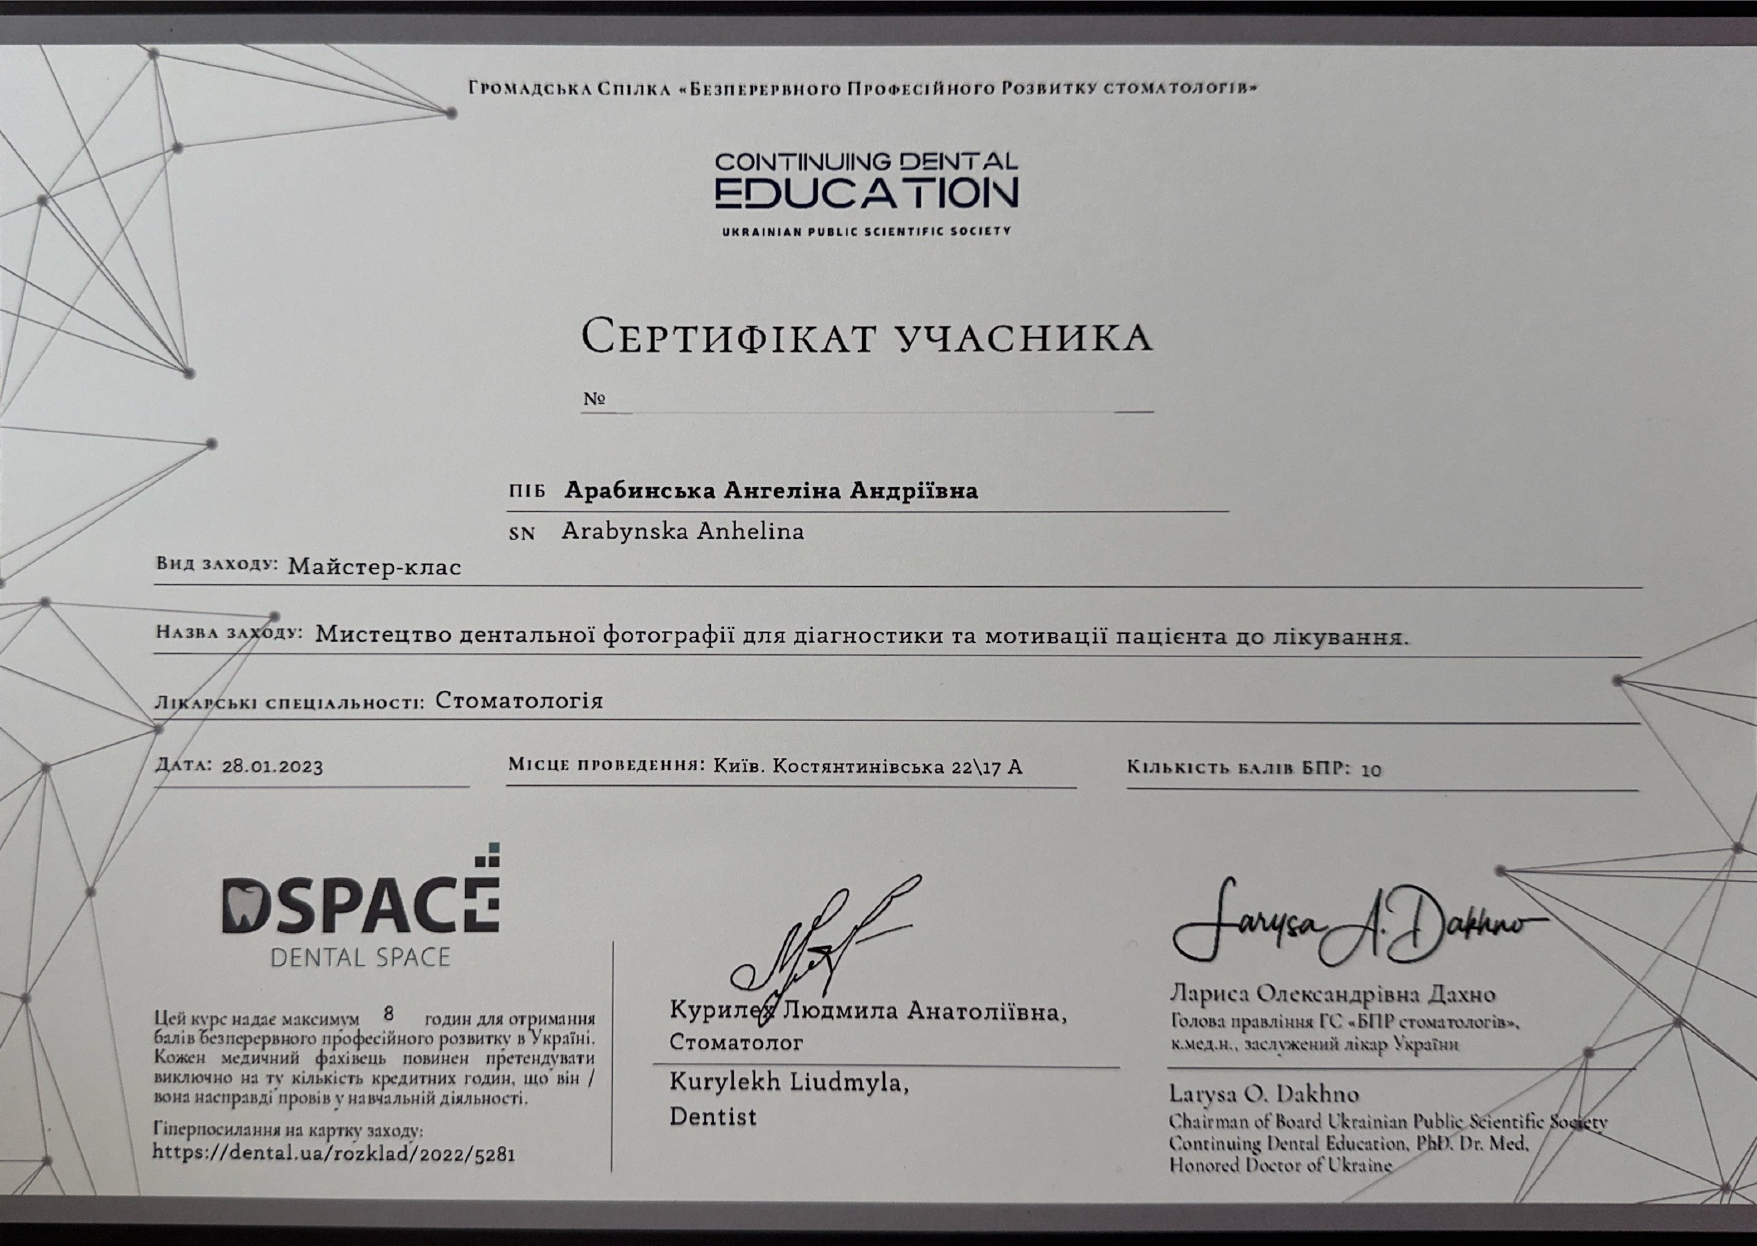 Громадська Спілка «Безперервного Професійного Розвитку стоматологів»
CONTINUING DENTAL
EDUCATION
UKRAINIAN PUBLIC SCIENTIFIC SOCIETY
Сертифікат учасника
№
ПІБ Арабинська Ангеліна Андріївна
SN Arabynska Anhelina
Вид заходу: Майстер-клас
Назва заходу: Мистецтво дентальної фотографії для діагностики та мотивації пацієнта до лікування.
Лікарські спеціальності: Стоматологія
Дата: 28.01.2023 Місце проведення: Київ. Костянтинівська 22\17 А Кількість балів БПР: 10
DSPACE
DENTAL SPACE
Цей курс надає максимум 8 годин для отримання
балів безперервного професійного розвитку в Україні.
Кожен медичний фахівець повинен претендувати
виключно на ту кількість кредитних годин, що він /
вона насправді провів у навчальній діяльності.
Гіперпосилання на картку заходу:
https://dental.ua/rozklad/2022/5281
Курилех Людмила Анатоліївна,
Стоматолог
Kurylekh Liudmyla,
Dentist
Larysa A. Dakhno
Лариса Олександрівна Дахно
Голова правління ГС «БПР стоматологів»,
к.мед.н., заслужений лікар України
Larysa O. Dakhno
Chairman of Board Ukrainian Public Scientific Society
Continuing Dental Education, PhD. Dr. Med,
Honored Doctor of Ukraine